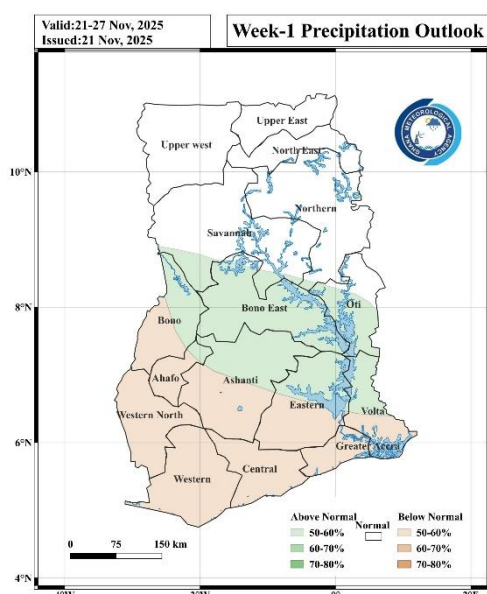 Valid:21-27 Nov, 2025
Issued:21 Nov, 2025
Week-1 Precipitation Outlook
GHANA METEOROLOGICAL AGENCY
Upper East
Upper west
North East
10°N
Northern
Savannah
8°N
Oti
Bono East
Bono
Ahafo
Ashanti
Eastern
Volta
Western North
6°N
Greater Accra
Central
Western
Above Normal
Normal
Below Normal
50-60%
50-60%
60-70%
60-70%
70-80%
70-80%
0 75 150 km
4°N